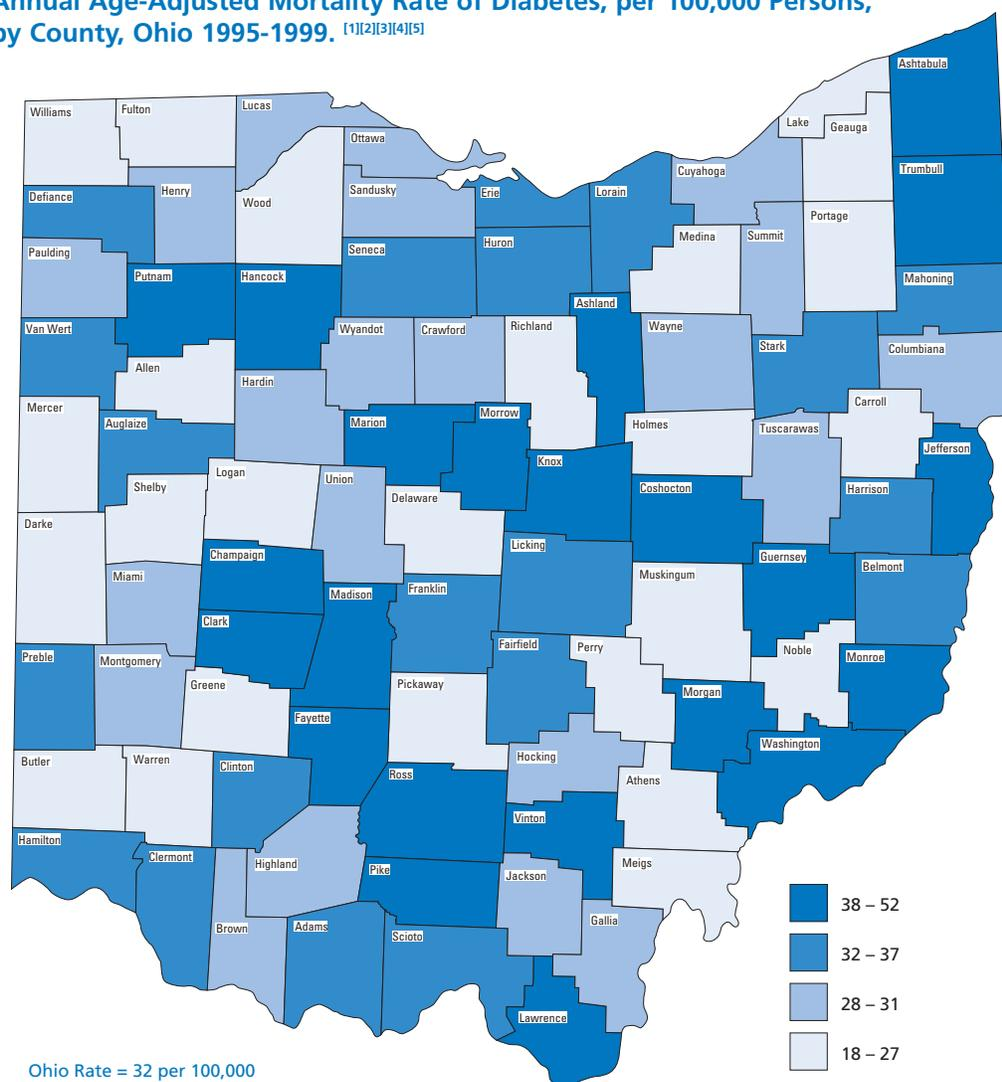 Annual Age-Adjusted Mortality Rate of Diabetes, per 100,000 Persons,
by County, Ohio 1995-1999. [1][2][3][4][5]
Ashtabula
Williams
Fulton
Lucas
Lake
Geauga
Ottawa
Cuyahoga
Trumbull
Defiance
Henry
Wood
Sandusky
Erie
Lorain
Portage
Medina
Summit
Paulding
Seneca
Huron
Putnam
Hancock
Mahoning
Ashland
Van Wert
Wyandot
Crawford
Richland
Wayne
Stark
Columbiana
Allen
Hardin
Mercer
Auglaize
Marion
Morrow
Holmes
Tuscarawas
Carroll
Jefferson
Knox
Logan
Union
Shelby
Delaware
Coshocton
Harrison
Darke
Champaign
Licking
Guernsey
Belmont
Miami
Madison
Franklin
Muskingum
Clark
Fairfield
Perry
Noble
Monroe
Preble
Montgomery
Greene
Pickaway
Morgan
Fayette
Washington
Butler
Warren
Clinton
Hocking
Ross
Athens
Vinton
Hamilton
Clermont
Highland
Pike
Jackson
Meigs
Brown
Adams
Scioto
Gallia
Lawrence
38 – 52
32 – 37
28 – 31
18 – 27
Ohio Rate = 32 per 100,000